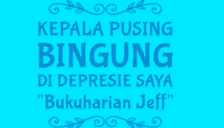 KEPALA PUSING
BINGUNG
DI DEPRESIE SAYA
"Bukuharian Jeff"